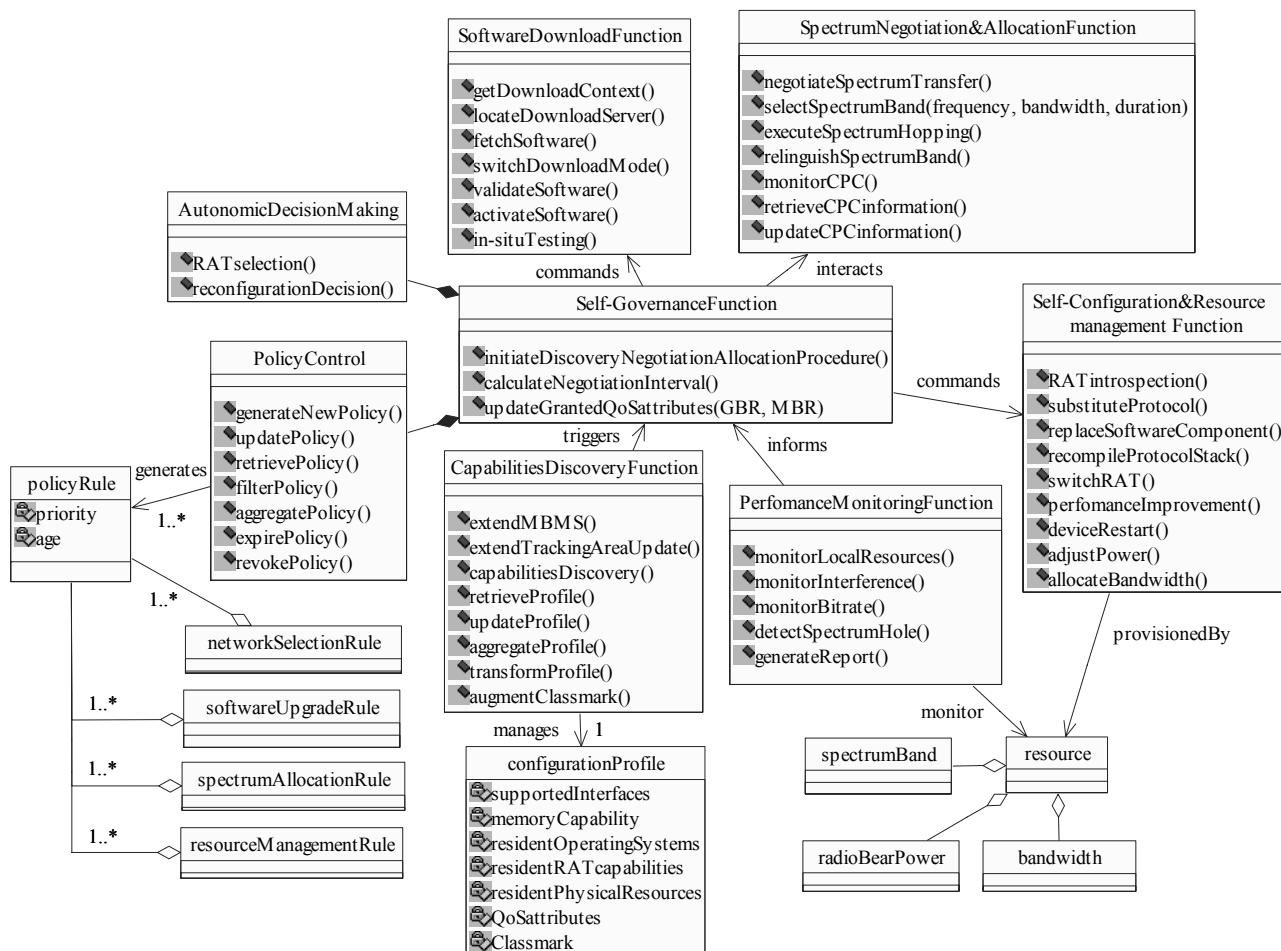 SoftwareDownloadFunction
getDownloadContext()
locateDownloadServer()
fetchSoftware()
switchDownloadMode()
validateSoftware()
activateSoftware()
in-situTesting()
SpectrumNegotiation&AllocationFunction
negotiateSpectrumTransfer()
selectSpectrumBand(frequency, bandwidth, duration)
executeSpectrumHopping()
relinguishSpectrumBand()
monitorCPC()
retrieveCPCinformation()
updateCPCinformation()
AutonomicDecisionMaking
RATselection()
reconfigurationDecision()
commands
interacts
Self-GovernanceFunction
initiateDiscoveryNegotiationAllocationProcedure()
calculateNegotiationInterval()
updateGrantedQoSattributes(GBR, MBR)
commands
Self-Configuration&Resource
management Function
RATintrospection()
substituteProtocol()
replaceSoftwareComponent()
recompileProtocolStack()
switchRAT()
perfomanceImprovement()
deviceRestart()
adjustPower()
allocateBandwidth()
PolicyControl
generateNewPolicy()
updatePolicy()
retrievePolicy()
filterPolicy()
aggregatePolicy()
expirePolicy()
revokePolicy()
generates
1..*
policyRule
priority
age
triggers
informs
CapabilitiesDiscoveryFunction
extendMBMS()
extendTrackingAreaUpdate()
capabilitiesDiscovery()
retrieveProfile()
updateProfile()
aggregateProfile()
transformProfile()
augmentClassmark()
PerfomanceMonitoringFunction
monitorLocalResources()
monitorInterference()
monitorBitrate()
detectSpectrumHole()
generateReport()
1..*
networkSelectionRule
1..*
softwareUpgradeRule
1..*
spectrumAllocationRule
1..*
resourceManagementRule
manages
1
configurationProfile
supportedInterfaces
memoryCapability
residentOperatingSystems
residentRATcapabilities
residentPhysicalResources
QoSattributes
Classmark
provisionedBy
monitor
spectrumBand
resource
radioBearPower
bandwidth